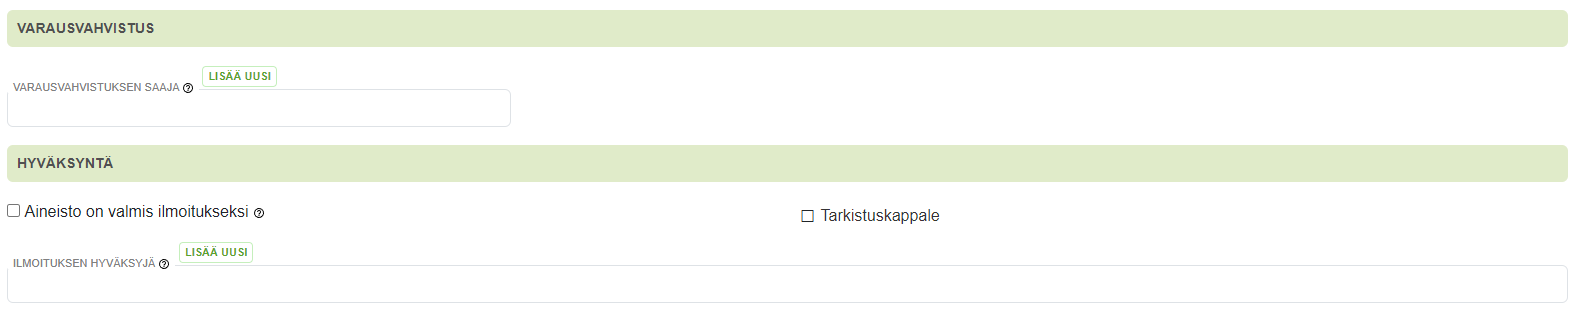 VARAUSVAHVISTUS
VARAUSVAHVISTUKSEN SAAJA LISÄÄ UUSI
HYVÄKSYNTÄ
Aineisto on valmis ilmoitukseksi Tarkistuskappale
ILMOITUKSEN HYVÄKSYJÄ LISÄÄ UUSI